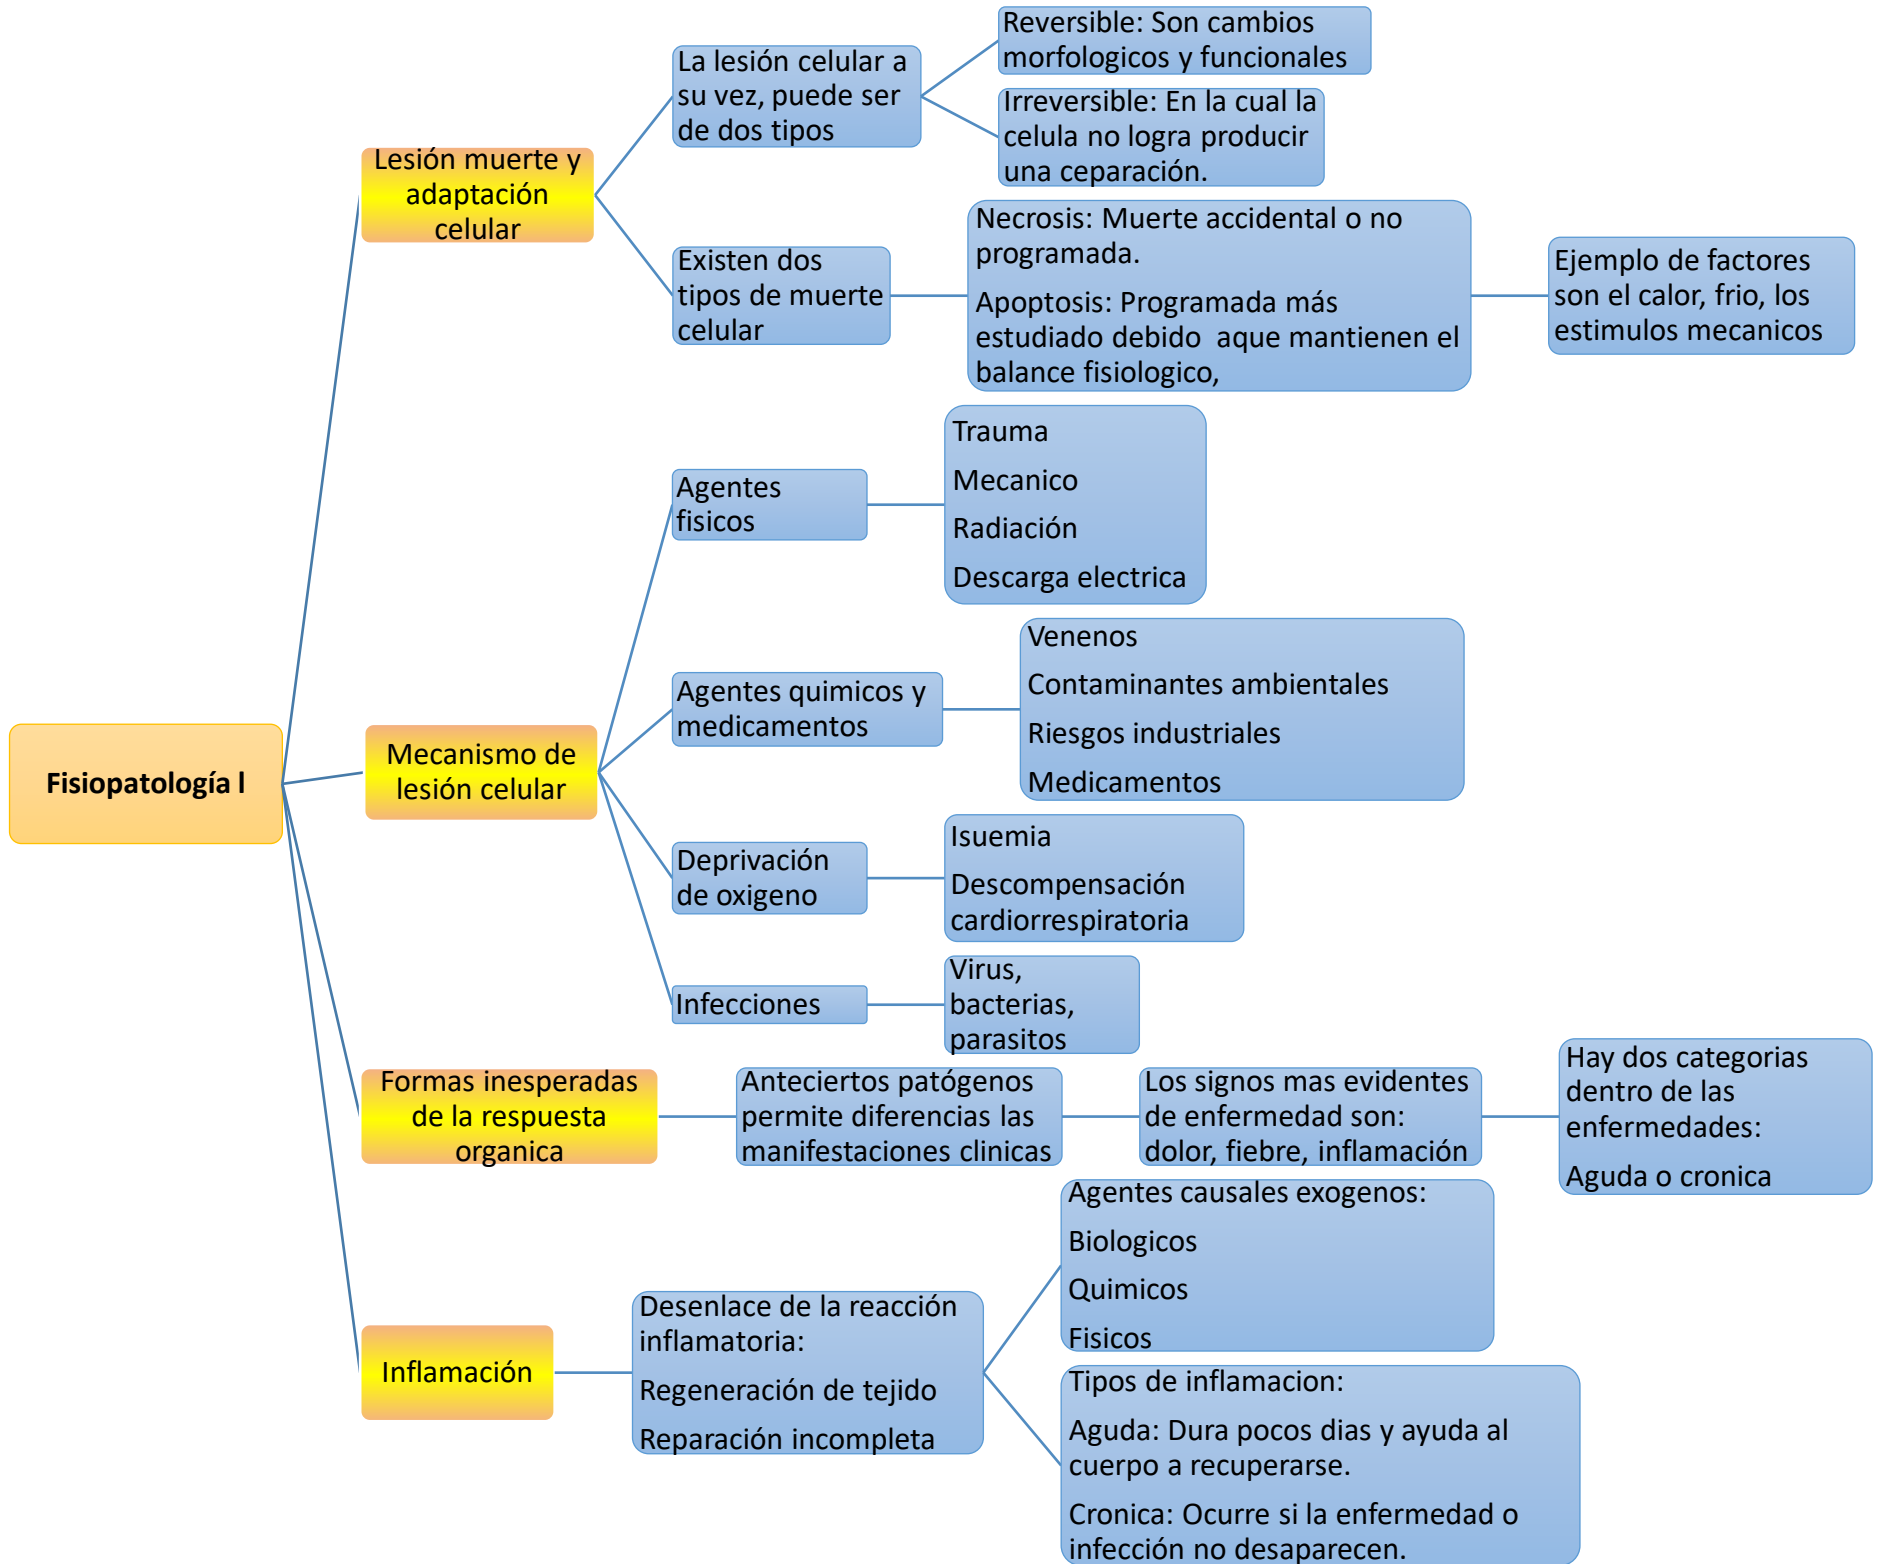 Fisiopatología l
Lesión muerte y
adaptación
celular
La lesión celular a
su vez, puede ser
de dos tipos
Reversible: Son cambios
morfologicos y funcionales
Irreversible: En la cual la
celula no logra producir
una ceparación.
Existen dos
tipos de muerte
celular
Necrosis: Muerte accidental o no
programada.
Apoptosis: Programada más
estudiado debido  aque mantienen el
balance fisiologico,
Ejemplo de factores
son el calor, frio, los
estimulos mecanicos
Mecanismo de
lesión celular
Agentes
fisicos
Trauma
Mecanico
Radiación
Descarga electrica
Agentes quimicos y
medicamentos
Venenos
Contaminantes ambientales
Riesgos industriales
Medicamentos
Deprivación
de oxigeno
Isuemia
Descompensación
cardiorrespiratoria
Infecciones
Virus,
bacterias,
parasitos
Formas inesperadas
de la respuesta
organica
Anteciertos patógenos
permite diferencias las
manifestaciones clinicas
Los signos mas evidentes
de enfermedad son:
dolor, fiebre, inflamación
Hay dos categorias
dentro de las
enfermedades:
Aguda o cronica
Inflamación
Desenlace de la reacción
inflamatoria:
Regeneración de tejido
Reparación incompleta
Agentes causales exogenos:
Biologicos
Quimicos
Fisicos
Tipos de inflamacion:
Aguda: Dura pocos dias y ayuda al
cuerpo a recuperarse.
Cronica: Ocurre si la enfermedad o
infección no desaparecen.